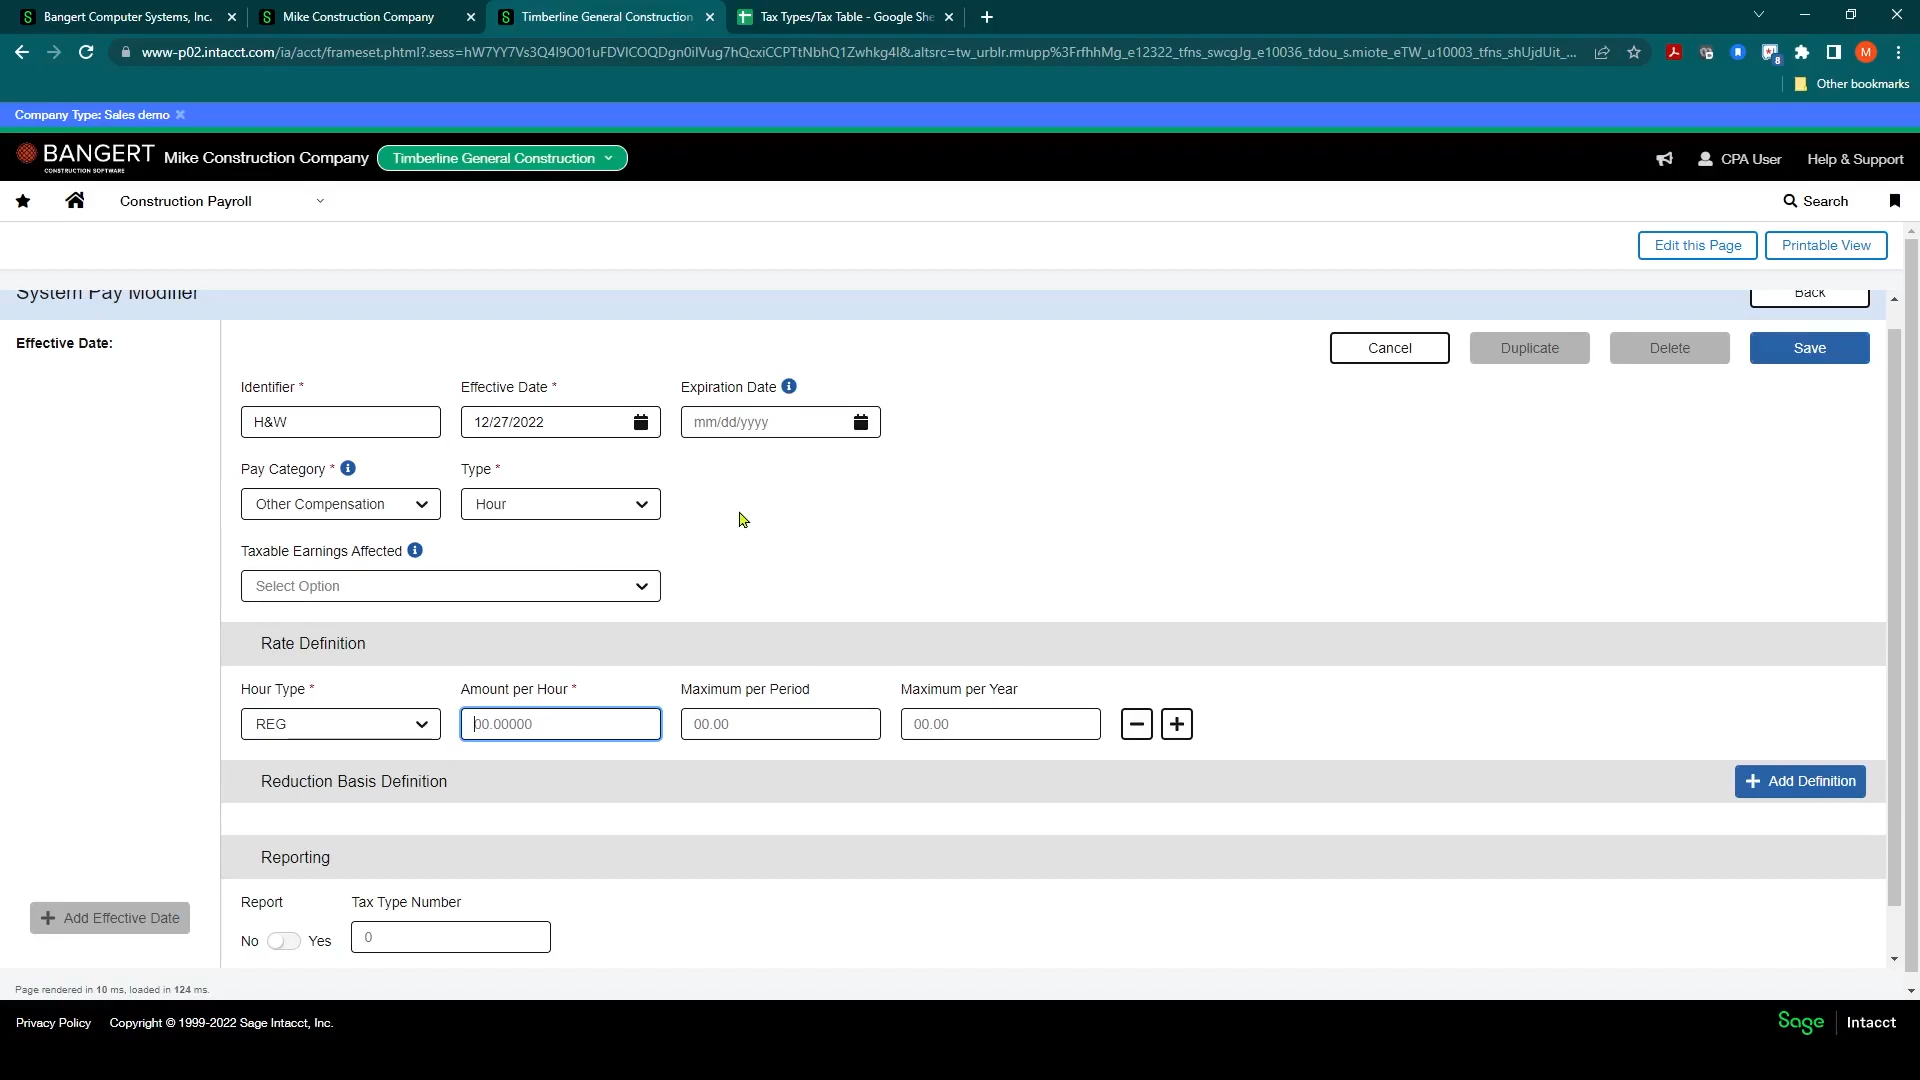 Bangert Computer Systems, Inc.
Mike Construction Company
Timberline General Construction
Tax Types/Tax Table - Google She
www-p02.intacct.com/ia/acct/frameset.phtml?.sess=hW7YY7Vs3Q4I9O01uFDVICOQDgn0iIVug7hQcxiCCPTtNbhQ1Zwhkg4I&.altsrc=tw_urblr.rmupp%3FrfhhMg_e12322_tfns_swcgJg_e10036_tdou_s.miote_eTW_u10003_tfns_shUjdUit_...
8
M
Other bookmarks
Company Type: Sales demo
BANGERT
CONSTRUCTION SOFTWARE
Mike Construction Company
Timberline General Construction
CPA User
Help & Support
Construction Payroll
Search
Edit this Page
Printable View
System Pay Modifier
Back
Effective Date:
Cancel
Duplicate
Delete
Save
Identifier *
Effective Date *
Expiration Date
H&W
12/27/2022
mm/dd/yyyy
Pay Category *
Type *
Other Compensation
Hour
Taxable Earnings Affected
Select Option
Rate Definition
Hour Type *
Amount per Hour *
Maximum per Period
Maximum per Year
REG
00.00000
00.00
00.00
Reduction Basis Definition
Add Definition
Reporting
Report
Tax Type Number
Add Effective Date
No
Yes
0
Page rendered in 10 ms, loaded in 124 ms.
Privacy Policy
Copyright © 1999-2022 Sage Intacct, Inc.
Sage
Intacct